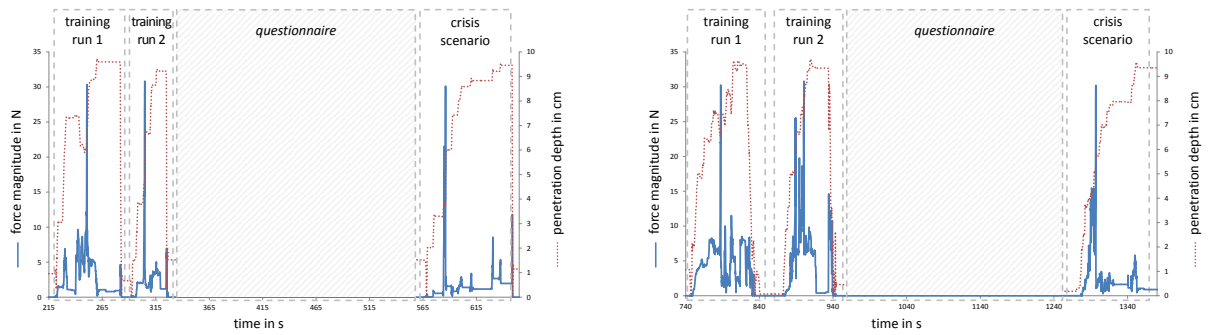 training
run 1
training
run 2
questionnaire
crisis
scenario
35
30
25
20
15
10
5
0
10
9
8
7
6
5
4
3
2
1
0
215
265
315
365
415
465
515
565
615
force magnitude in N
penetration depth in cm
time in s
training
run 1
training
run 2
questionnaire
crisis
scenario
35
30
25
20
15
10
5
0
10
9
8
7
6
5
4
3
2
1
0
740
840
940
1040
1140
1240
1340
force magnitude in N
penetration depth in cm
time in s